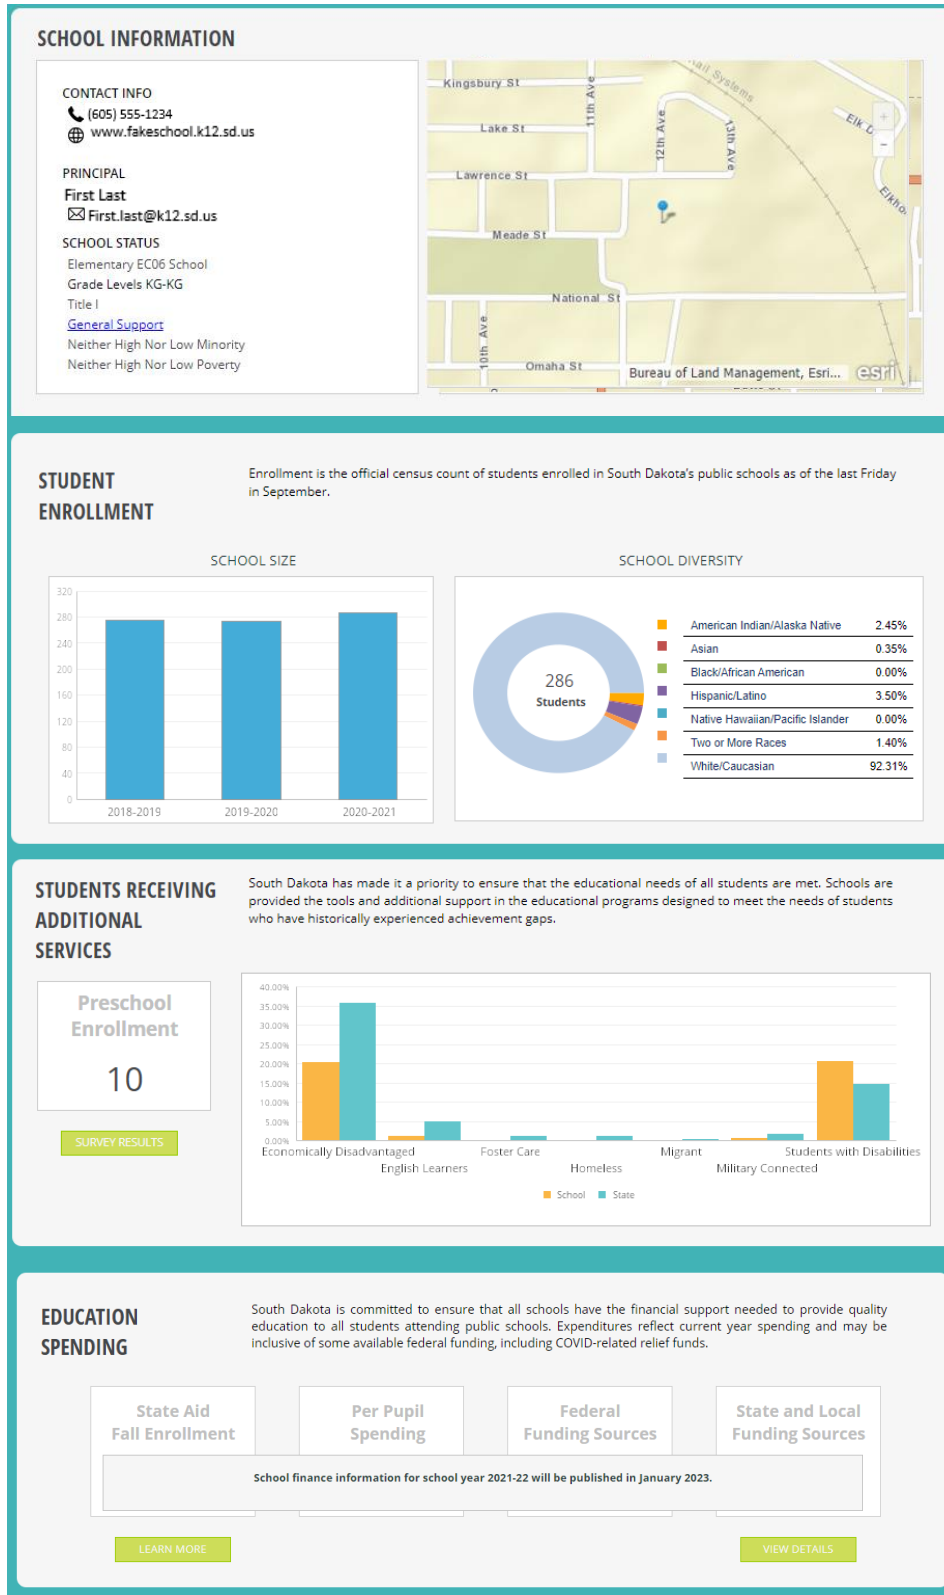 SCHOOL INFORMATION
CONTACT INFO
(605) 555-1234
www.fakeschool.k12.sd.us
PRINCIPAL
First Last
First.last@k12.sd.us
SCHOOL STATUS
Elementary EC06 School
Grade Levels KG-KG
Title I
General Support
Neither High Nor Low Minority
Neither High Nor Low Poverty
Kingsbury St
11th Ave
Rail Systems
Lake St
12th Ave
13th Ave
Elk D
Lawrence St
Elkho
Meade St
National St
10th Ave
Omaha St
Bureau of Land Management, Esri...
esri
+
-
STUDENT
ENROLLMENT
Enrollment is the official census count of students enrolled in South Dakota's public schools as of the last Friday
in September.
SCHOOL SIZE
320
280
240
200
160
120
80
40
0
2018-2019 2019-2020 2020-2021
SCHOOL DIVERSITY
286
Students
American Indian/Alaska Native 2.45%
Asian 0.35%
Black/African American 0.00%
Hispanic/Latino 3.50%
Native Hawaiian/Pacific Islander 0.00%
Two or More Races 1.40%
White/Caucasian 92.31%
STUDENTS RECEIVING
ADDITIONAL
SERVICES
South Dakota has made it a priority to ensure that the educational needs of all students are met. Schools are
provided the tools and additional support in the educational programs designed to meet the needs of students
who have historically experienced achievement gaps.
Preschool
Enrollment
10
SURVEY RESULTS
40.00%
35.00%
30.00%
25.00%
20.00%
15.00%
10.00%
5.00%
0.00%
Economically Disadvantaged Foster Care Migrant Students with Disabilities
English Learners Homeless Military Connected
School State
EDUCATION
SPENDING
South Dakota is committed to ensure that all schools have the financial support needed to provide quality
education to all students attending public schools. Expenditures reflect current year spending and may be
inclusive of some available federal funding, including COVID-related relief funds.
State Aid
Fall Enrollment
Per Pupil
Spending
Federal
Funding Sources
State and Local
Funding Sources
School finance information for school year 2021-22 will be published in January 2023.
LEARN MORE
VIEW DETAILS